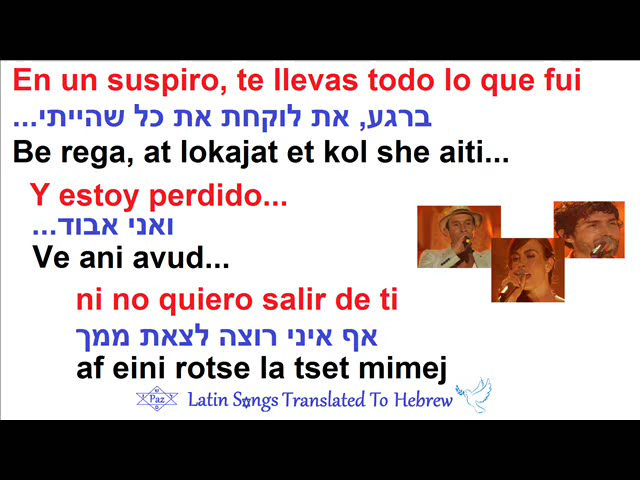 En un suspiro, te llevas todo lo que fui
ברגע, את לוקחת את כל שהייתי...
Be rega, at lokajat et kol she aiti...
Y estoy perdido...
ואני אבוד...
Ve ani avud...
ni no quiero salir de ti
אף איני רוצה לצאת ממך
af eini rotse la tset mimej
Paz Latin Songs Translated To Hebrew